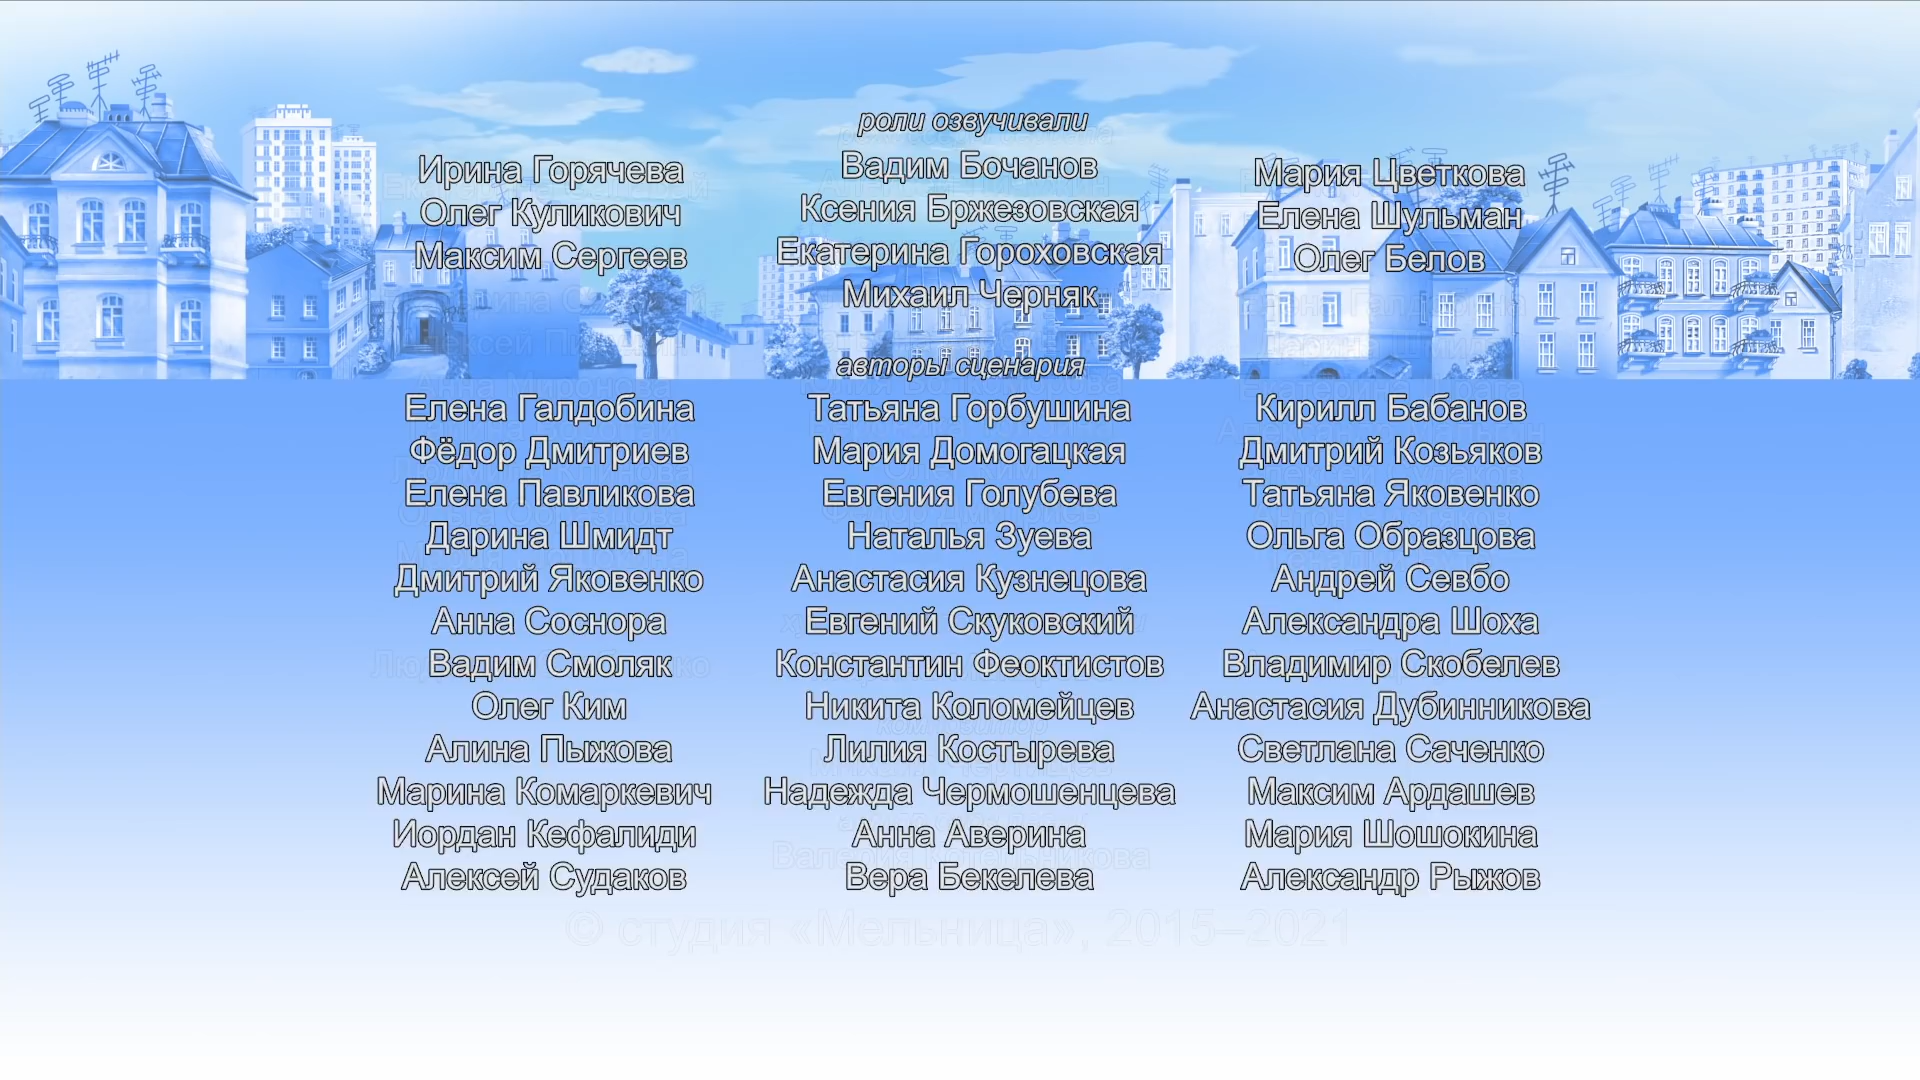 роли озвучивали
Ирина Горячева
Олег Куликович
Максим Сергеев
Вадим Бочанов
Ксения Бржезовская
Екатерина Гороховская
Михаил Черняк
Мария Цветкова
Елена Шульман
Олег Белов
авторы сценария
Елена Галдобина
Фёдор Дмитриев
Елена Павликова
Дарина Шмидт
Дмитрий Яковенко
Анна Соснора
Вадим Смоляк
Олег Ким
Алина Пыжова
Марина Комаркевич
Иордан Кефалиди
Алексей Судаков
Татьяна Горбушина
Мария Домогацкая
Евгения Голубева
Наталья Зуева
Анастасия Кузнецова
Евгений Скуковский
Константин Феоктистов
Никита Коломейцев
Лилия Костырева
Надежда Чермошенцева
Анна Аверина
Вера Бекелева
Кирилл Бабанов
Дмитрий Козьяков
Татьяна Яковенко
Ольга Образцова
Андрей Севбо
Александра Шоха
Владимир Скобелев
Анастасия Дубинникова
Светлана Саченко
Максим Ардашев
Мария Шошокина
Александр Рыжов
© студия «Мельница», 2015–2021